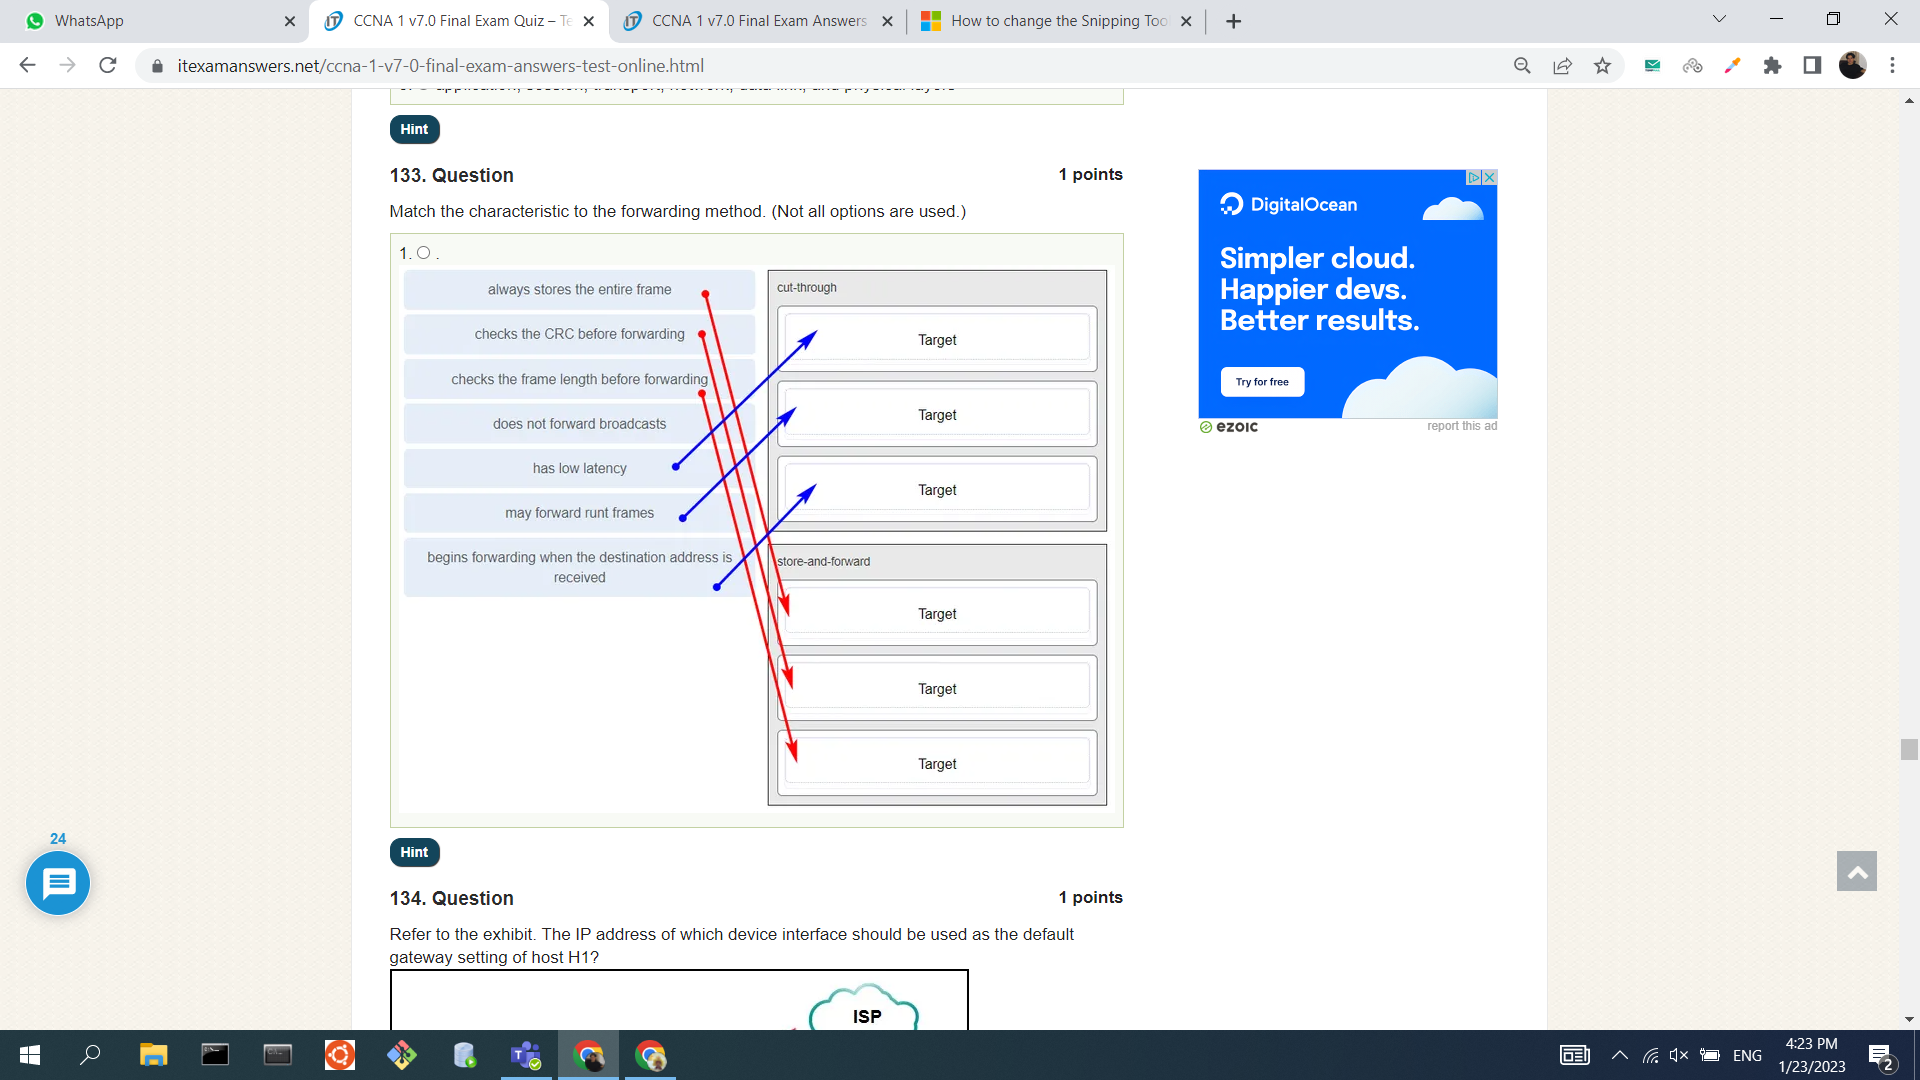 WhatsApp
CCNA 1 v7.0 Final Exam Quiz – Te
CCNA 1 v7.0 Final Exam Answers
How to change the Snipping Too
itexamanswers.net/ccna-1-v7-0-final-exam-answers-test-online.html
Hint
133. Question
1 points
Match the characteristic to the forwarding method. (Not all options are used.)
1. .
always stores the entire frame
checks the CRC before forwarding
checks the frame length before forwarding
does not forward broadcasts
has low latency
may forward runt frames
begins forwarding when the destination address is
received
cut-through
Target
Target
Target
store-and-forward
Target
Target
Target
DigitalOcean
Simpler cloud.
Happier devs.
Better results.
Try for free
ezoic
report this ad
24
Hint
134. Question
1 points
Refer to the exhibit. The IP address of which device interface should be used as the default
gateway setting of host H1?
ISP
ENG
4:23 PM
1/23/2023
2